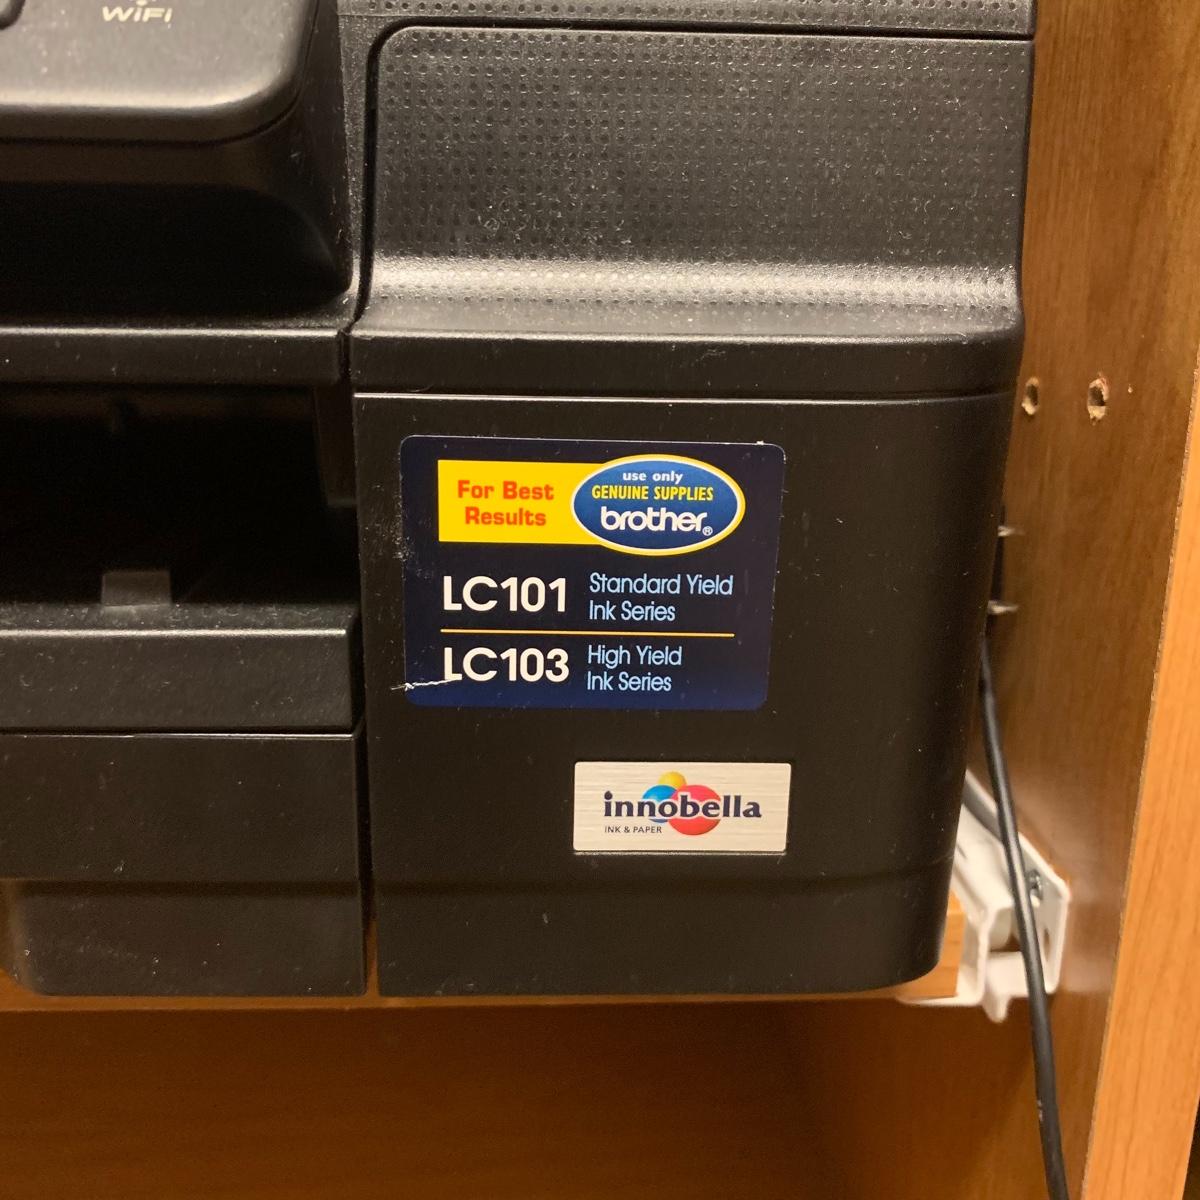 WiFi
For Best
Results
use only
GENUINE SUPPLIES
brother®
LC101 Standard Yield
Ink Series
LC103 High Yield
Ink Series
innobella
INK & PAPER